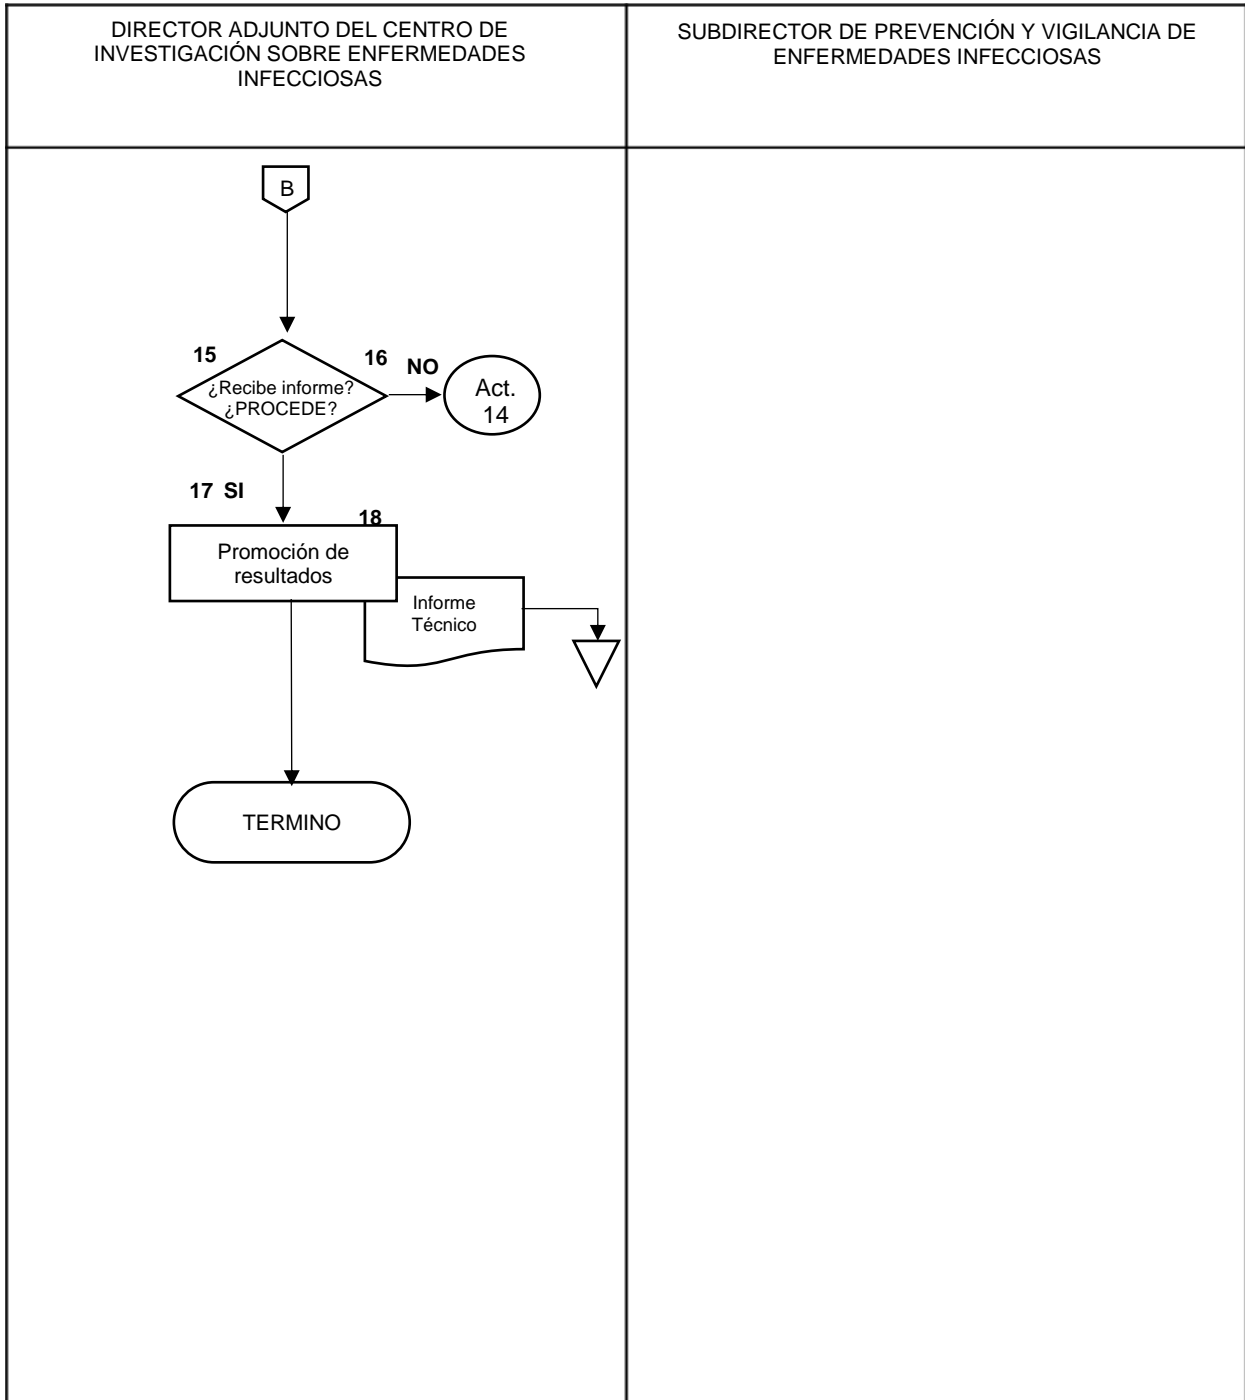 DIRECTOR ADJUNTO DEL CENTRO DE
INVESTIGACIÓN SOBRE ENFERMEDADES
INFECCIOSAS
SUBDIRECTOR DE PREVENCIÓN Y VIGILANCIA DE
ENFERMEDADES INFECCIOSAS
B
15
16
NO
¿Recibe informe?
¿PROCEDE?
Act.
14
17 SI
18
Promoción de
resultados
Informe
Técnico
TERMINO